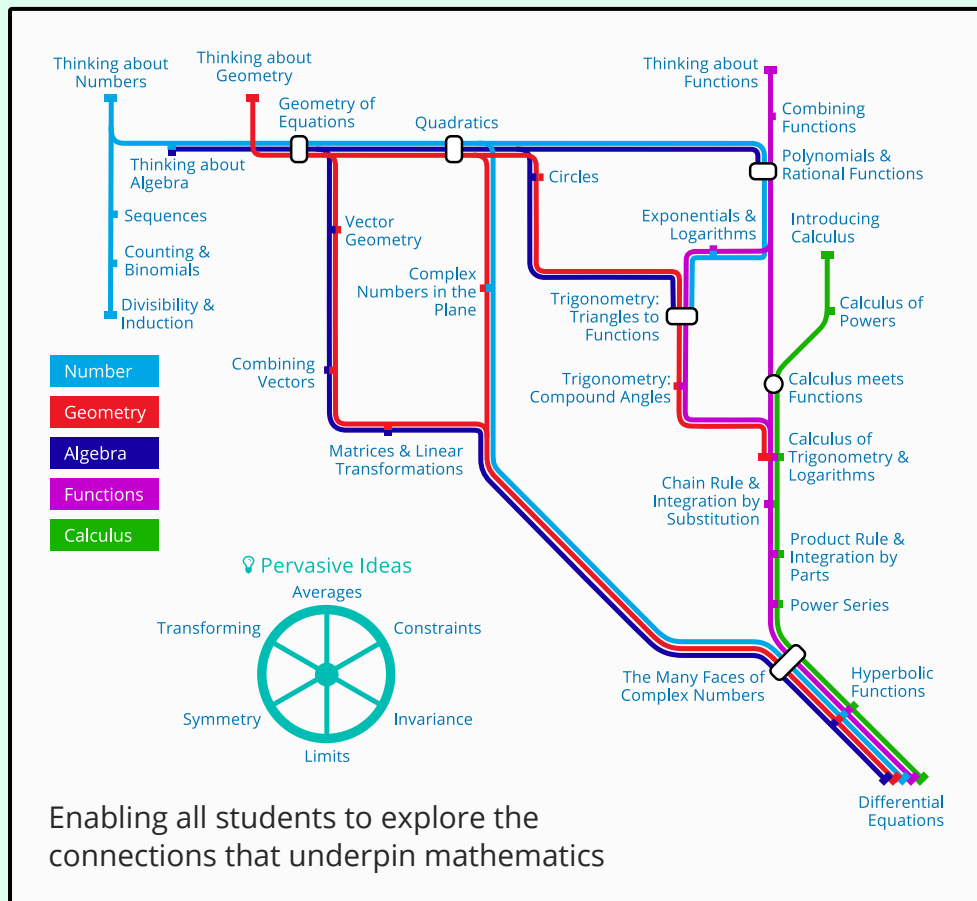 Thinking about
Numbers
Thinking about
Geometry
Geometry of
Equations
Quadratics
Thinking about
Functions
Combining
Functions
Polynomials &
Rational Functions
Thinking about
Algebra
Circles
Sequences
Vector
Geometry
Exponentials &
Logarithms
Introducing
Calculus
Counting &
Binomials
Complex
Numbers in the
Plane
Divisibility &
Induction
Trigonometry:
Triangles to
Functions
Calculus of
Powers
Number
Geometry
Algebra
Functions
Calculus
Combining
Vectors
Trigonometry:
Compound Angles
Calculus meets
Functions
Matrices & Linear
Transformations
Calculus of
Trigonometry &
Logarithms
Chain Rule &
Integration by
Substitution
Product Rule &
Integration by
Parts
Power Series
Pervasive Ideas
Averages
Transforming
Constraints
Symmetry
Invariance
Limits
The Many Faces of
Complex Numbers
Hyperbolic
Functions
Differential
Equations
Enabling all students to explore the
connections that underpin mathematics